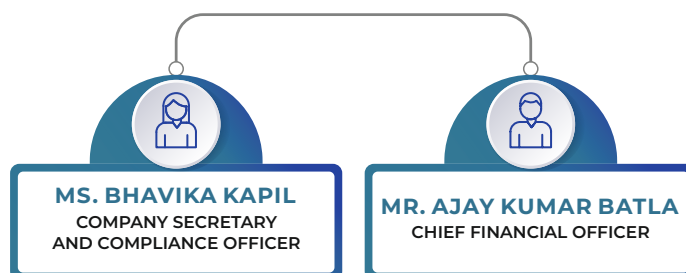 MS. BHAVIKA KAPIL
COMPANY SECRETARY
AND COMPLIANCE OFFICER
MR. AJAY KUMAR BATLA
CHIEF FINANCIAL OFFICER